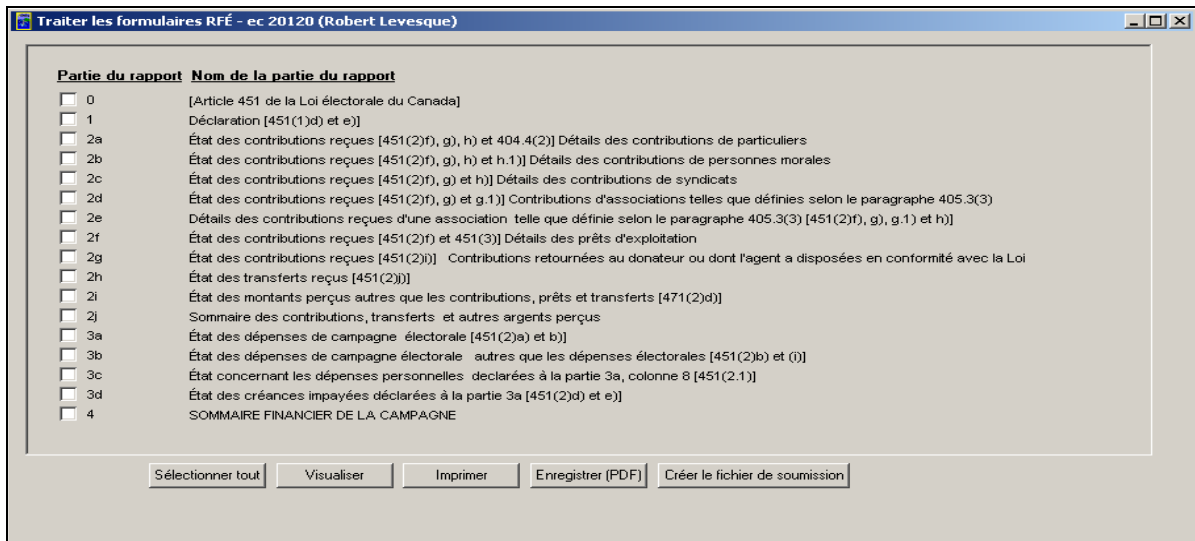 Traiter les formulaires RFÉ - ec 20120 (Robert Levesque)
Partie du rapport Nom de la partie du rapport
0 [Article 451 de la Loi électorale du Canada]
1 Déclaration [451(1)d) et e)]
2a État des contributions reçues [451(2)f), g), h) et 404.4(2)] Détails des contributions de particuliers
2b État des contributions reçues [451(2)f), g), h) et h.1)] Détails des contributions de personnes morales
2c État des contributions reçues [451(2)f), g) et h)] Détails des contributions de syndicats
2d État des contributions reçues [451(2)f), g) et g.1)] Contributions d'associations telles que définies selon le paragraphe 405.3(3)
2e Détails des contributions reçues d'une association telle que définie selon le paragraphe 405.3(3) [451(2)f), g), g.1) et h)]
2f État des contributions reçues [451(2)f) et 451(3)] Détails des prêts d'exploitation
2g État des contributions reçues [451(2)i)] Contributions retournées au donateur ou dont l'agent a disposées en conformité avec la Loi
2h État des transferts reçus [451(2)j)]
2i État des montants perçus autres que les contributions, prêts et transferts [471(2)d)]
2j Sommaire des contributions, transferts et autres argents perçus
3a État des dépenses de campagne électorale [451(2)a) et b)]
3b État des dépenses de campagne électorale autres que les dépenses électorales [451(2)b) et (i)]
3c État concernant les dépenses personnelles declarées à la partie 3a, colonne 8 [451(2.1)]
3d État des créances impayées déclarées à la partie 3a [451(2)d) et e)]
4 SOMMAIRE FINANCIER DE LA CAMPAGNE
Sélectionner tout Visualiser Imprimer Enregistrer (PDF) Créer le fichier de soumission